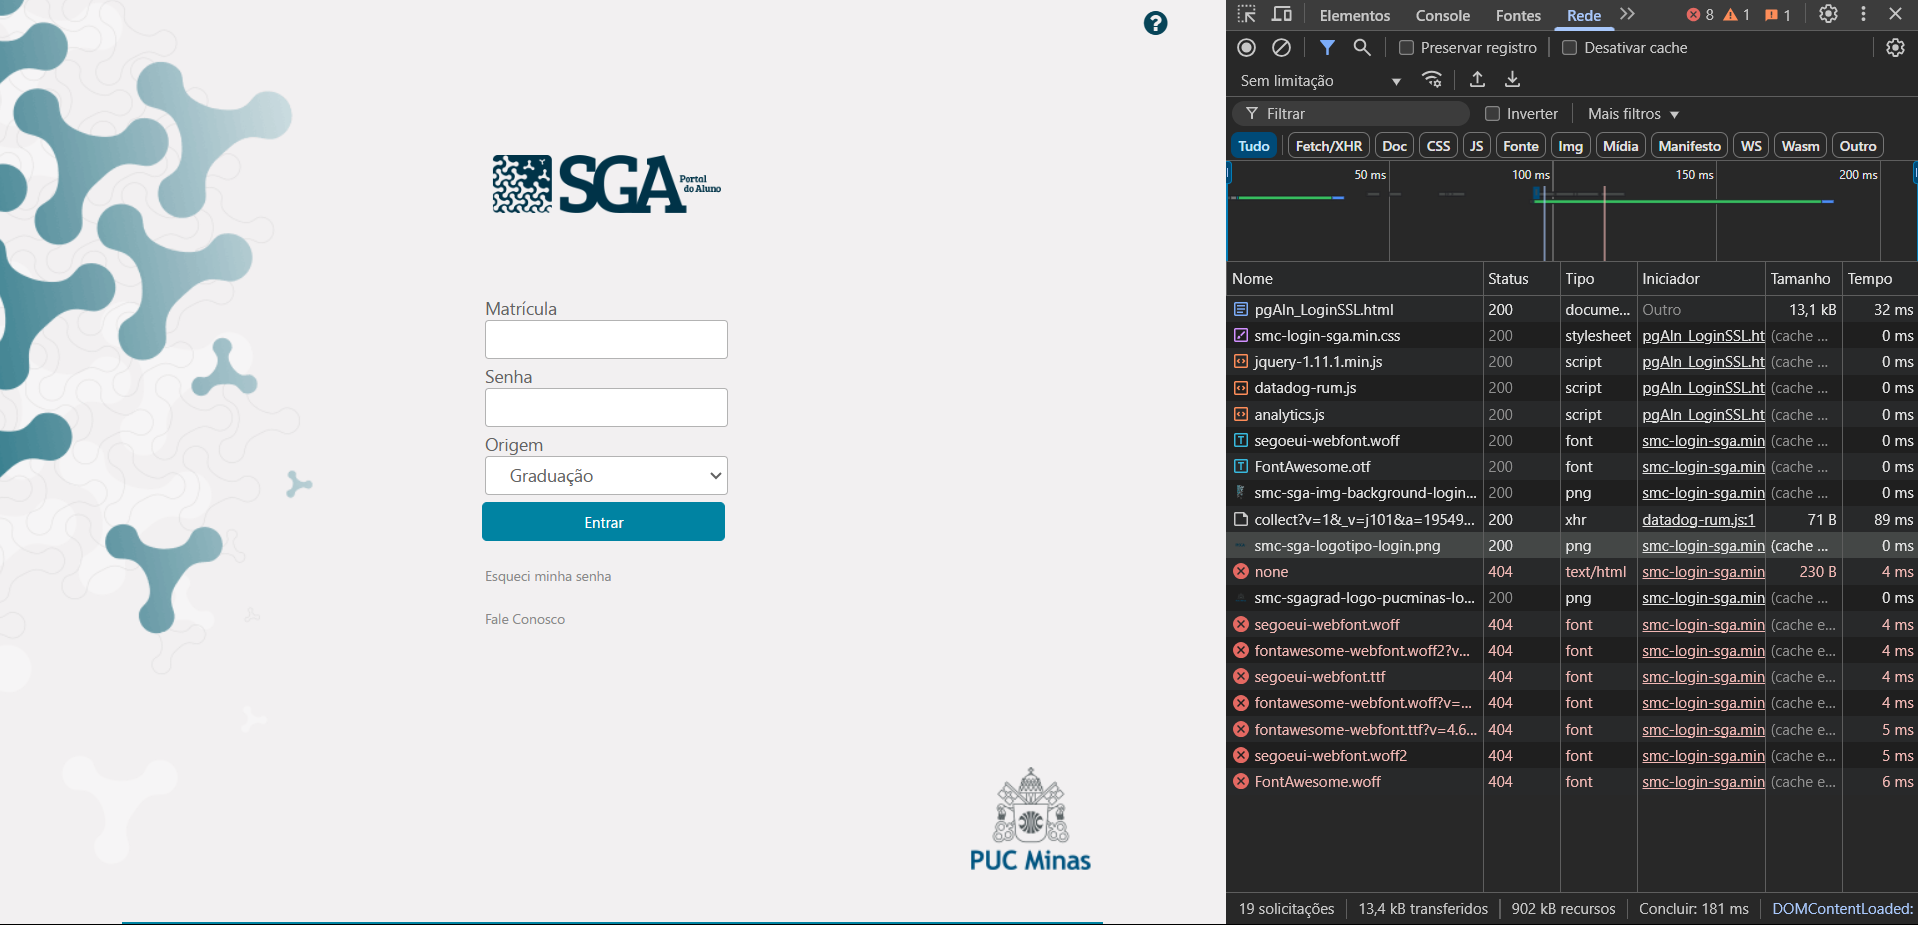 ?
SGA Portal do Aluno
Matrícula
Senha
Origem
Graduação
Entrar
Esqueci minha senha
Fale Conosco
PUC Minas
Elementos Console Fontes Rede 8 1 1
Preservar registro Desativar cache
Sem limitação
Filtrar Inverter Mais filtros
Tudo Fetch/XHR Doc CSS JS Fonte Img Mídia Manifesto WS Wasm Outro
50 ms 100 ms 150 ms 200 ms
Nome Status Tipo Iniciador Tamanho Tempo
pgAln_LoginSSL.html 200 docume... Outro 13,1 kB 32 ms
smc-login-sga.min.css 200 stylesheet pgAln_LoginSSL.ht (cache ... 0 ms
jquery-1.11.1.min.js 200 script pgAln_LoginSSL.ht (cache ... 0 ms
datadog-rum.js 200 script pgAln_LoginSSL.ht (cache ... 0 ms
analytics.js 200 script pgAln_LoginSSL.ht (cache ... 0 ms
segoeui-webfont.woff 200 font smc-login-sga.min (cache ... 0 ms
FontAwesome.otf 200 font smc-login-sga.min (cache ... 0 ms
smc-sga-img-background-login... 200 png smc-login-sga.min (cache ... 0 ms
collect?v=1&_v=j101&a=19549... 200 xhr datadog-rum.js:1 71 B 89 ms
smc-sga-logotipo-login.png 200 png smc-login-sga.min (cache ... 0 ms
none 404 text/html smc-login-sga.min 230 B 4 ms
smc-sgagrad-logo-pucminas-lo... 200 png smc-login-sga.min (cache ... 0 ms
segoeui-webfont.woff 404 font smc-login-sga.min (cache e... 4 ms
fontawesome-webfont.woff2?v... 404 font smc-login-sga.min (cache e... 4 ms
segoeui-webfont.ttf 404 font smc-login-sga.min (cache e... 4 ms
fontawesome-webfont.woff?v=... 404 font smc-login-sga.min (cache e... 4 ms
fontawesome-webfont.ttf?v=4.6... 404 font smc-login-sga.min (cache e... 5 ms
segoeui-webfont.woff2 404 font smc-login-sga.min (cache e... 5 ms
FontAwesome.woff 404 font smc-login-sga.min (cache e... 6 ms
19 solicitações 13,4 kB transferidos 902 kB recursos Concluir: 181 ms DOMContentLoaded: